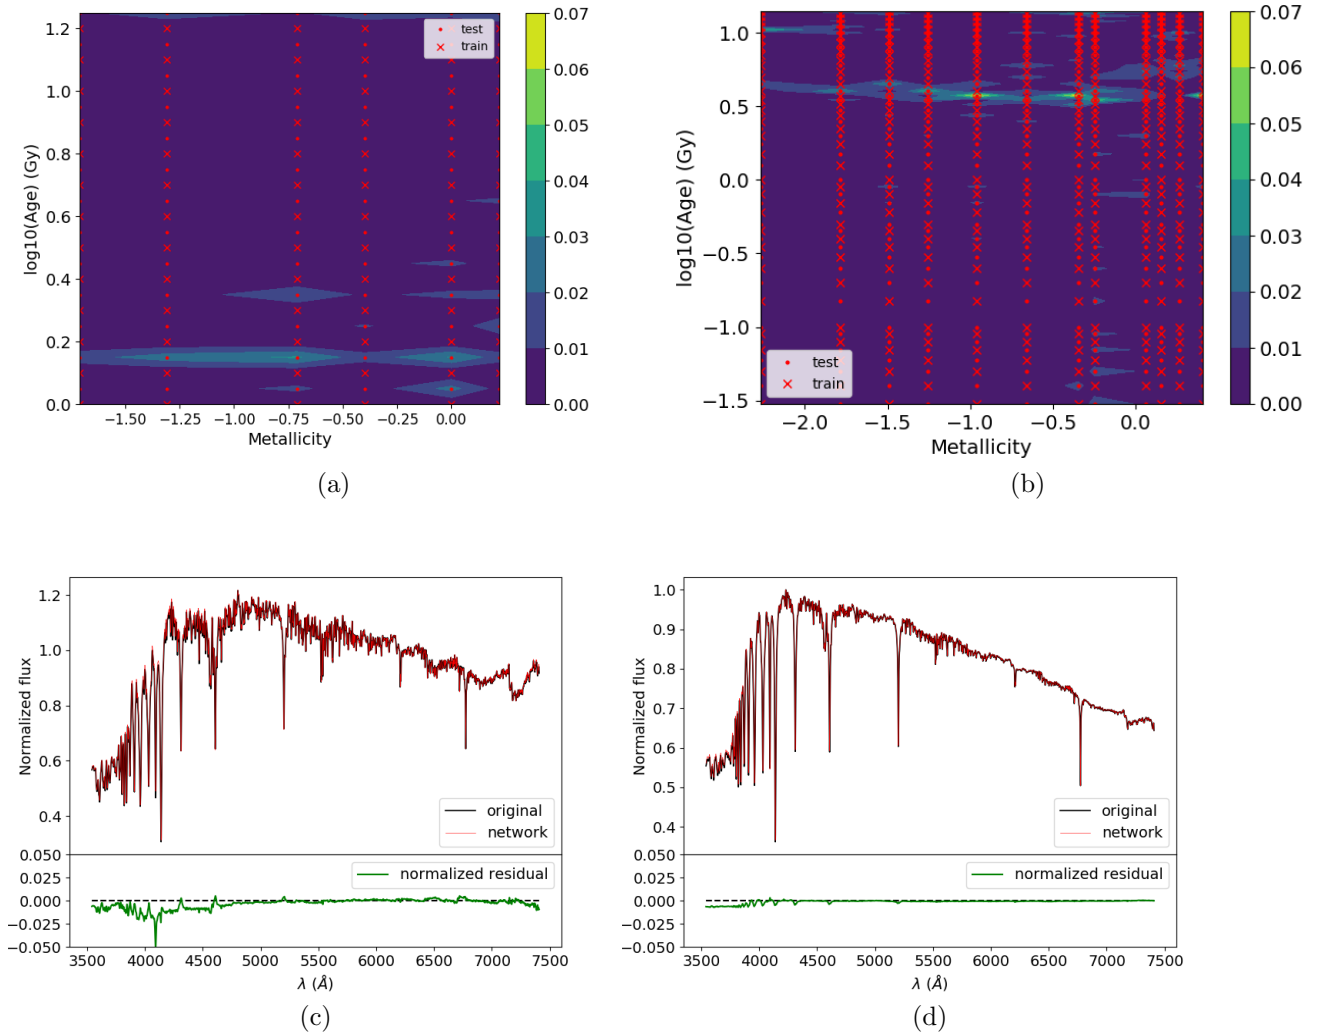 1.2
1.0
0.8
0.6
0.4
0.2
0.0
log10(Age) (Gy)
−1.50 −1.25 −1.00 −0.75 −0.50 −0.25 0.00
Metallicity
test
train
0.07
0.06
0.05
0.04
0.03
0.02
0.01
0.00
(a)
1.0
0.5
0.0
−0.5
−1.0
−1.5
log10(Age) (Gy)
−2.0 −1.5 −1.0 −0.5 0.0
Metallicity
test
train
0.07
0.06
0.05
0.04
0.03
0.02
0.01
0.00
(b)
1.2
1.0
0.8
0.6
0.4
Normalized flux
original
network
0.050
0.025
0.000
−0.025
−0.050
normalized residual
3500 4000 4500 5000 5500 6000 6500 7000 7500
λ (Å)
(c)
1.0
0.9
0.8
0.7
0.6
0.5
0.4
Normalized flux
original
network
0.050
0.025
0.000
−0.025
−0.050
normalized residual
3500 4000 4500 5000 5500 6000 6500 7000 7500
λ (Å)
(d)